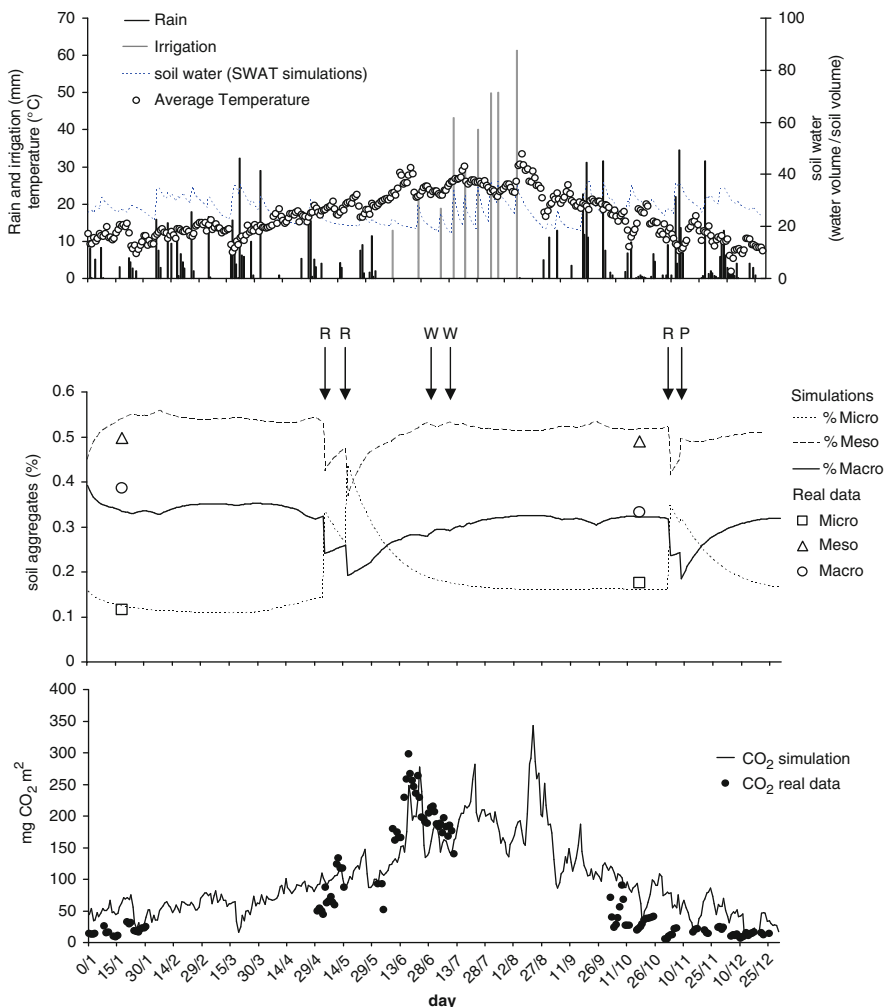 70
60
50
40
30
20
10
0
Rain and irrigation (mm)
temperature (°C)
Rain
Irrigation
soil water (SWAT simulations)
Average Temperature
100
80
60
40
20
0
soil water
(water volume/soil volume)
R R W W R P
0.6
0.5
0.4
0.3
0.2
0.1
0
soil aggregates (%)
Simulations
% Micro
% Meso
% Macro
Real data
Micro
Meso
Macro
400
350
300
250
200
150
100
50
0
mg CO₂ m²
CO₂ simulation
CO₂ real data
0/1 15/1 30/1 14/2 29/2 15/3 30/3 14/4 29/4 14/5 29/5 13/6 28/6 13/7 28/7 12/8 27/8 11/9 26/9 11/10 26/10 10/11 25/11 10/12 25/12
day